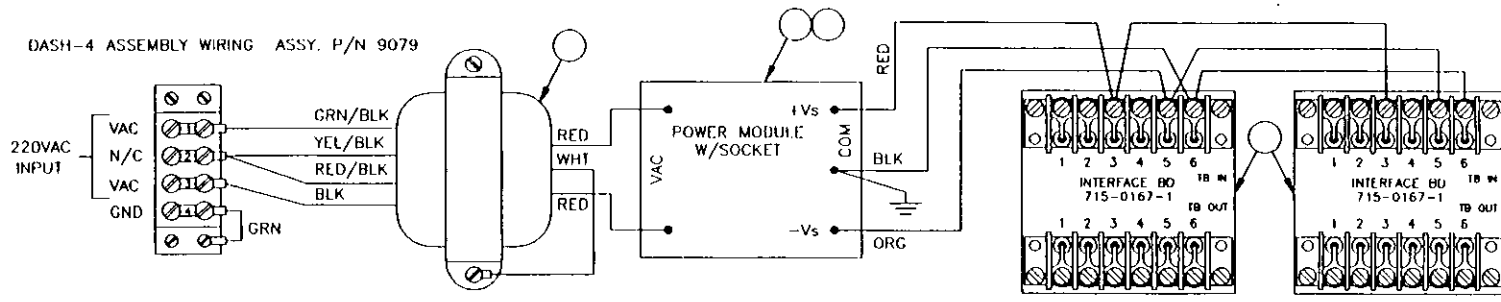 DASH-4 ASSEMBLY WIRING ASSY. P/N 9079
220VAC
INPUT
VAC
N/C
VAC
GND
1
2
3
4
GRN
GRN/BLK
YEL/BLK
RED/BLK
BLK
RED
WHT
RED
VAC
POWER MODULE
W/SOCKET
+Vs
COM
-Vs
RED
BLK
ORG
1 2 3 4 5 6
TB IN
INTERFACE BD
715-0167-1
TB OUT
1 2 3 4 5 6
1 2 3 4 5 6
TB IN
INTERFACE BD
715-0167-1
TB OUT
1 2 3 4 5 6